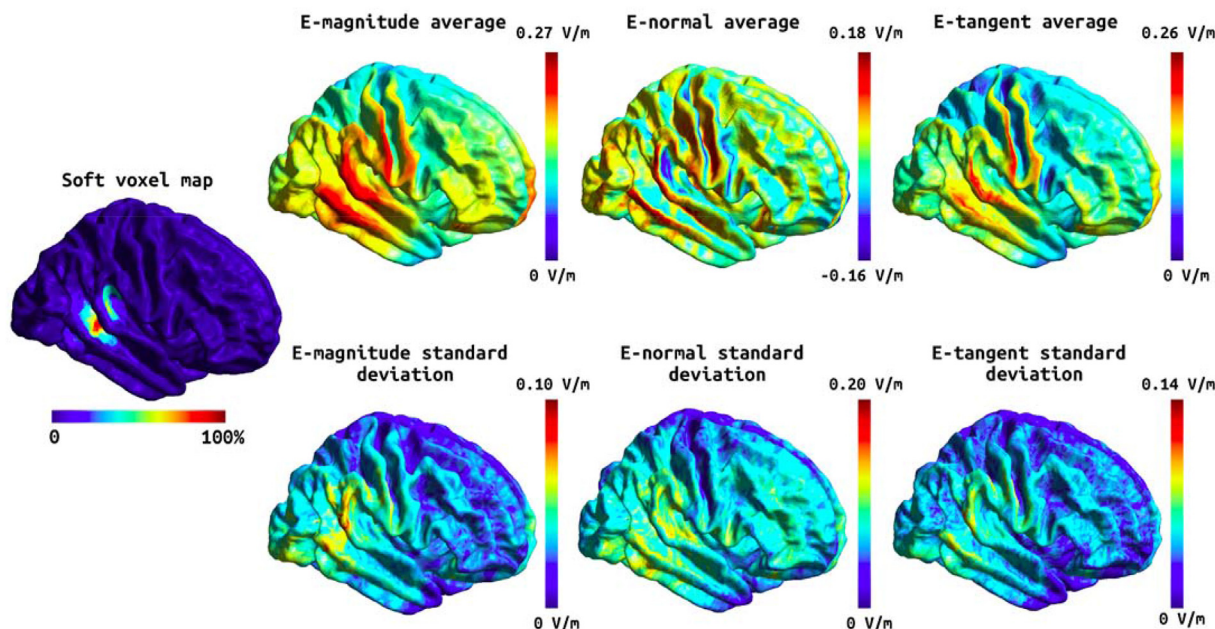 E-magnitude average
0.27 V/m
0 V/m
E-normal average
0.18 V/m
-0.16 V/m
E-tangent average
0.26 V/m
0 V/m
Soft voxel map
0
100%
E-magnitude standard
deviation
0.10 V/m
0 V/m
E-normal standard
deviation
0.20 V/m
0 V/m
E-tangent standard
deviation
0.14 V/m
0 V/m